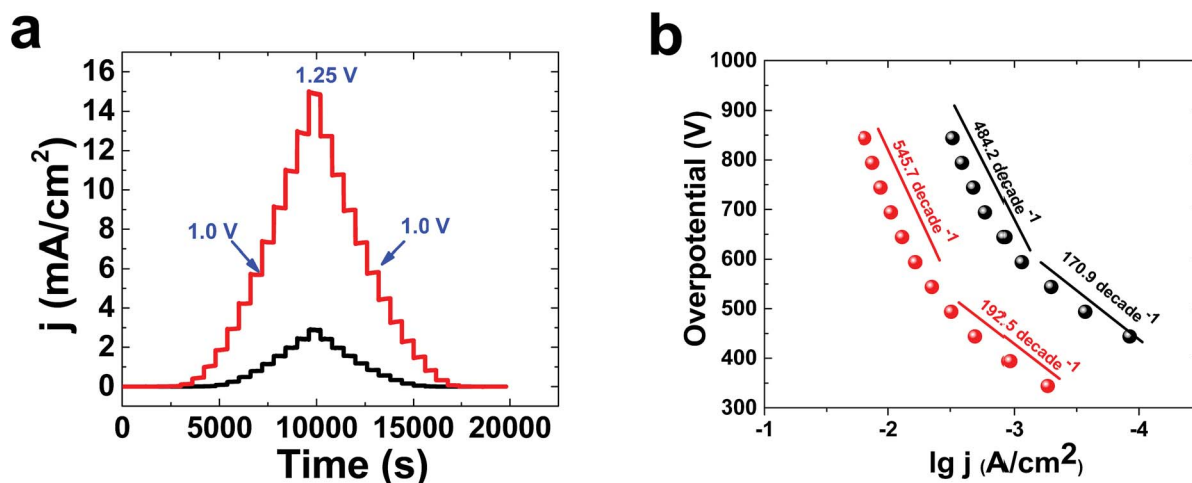 a
j (mA/cm²)
16
14
12
10
8
6
4
2
0
1.25 V
1.0 V
1.0 V
0 5000 10000 15000 20000
Time (s)
b
Overpotential (V)
1000
900
800
700
600
500
400
300
545.7 decade⁻¹
484.2 decade⁻¹
192.5 decade⁻¹
170.9 decade⁻¹
-1 -2 -3 -4
lg j (A/cm²)